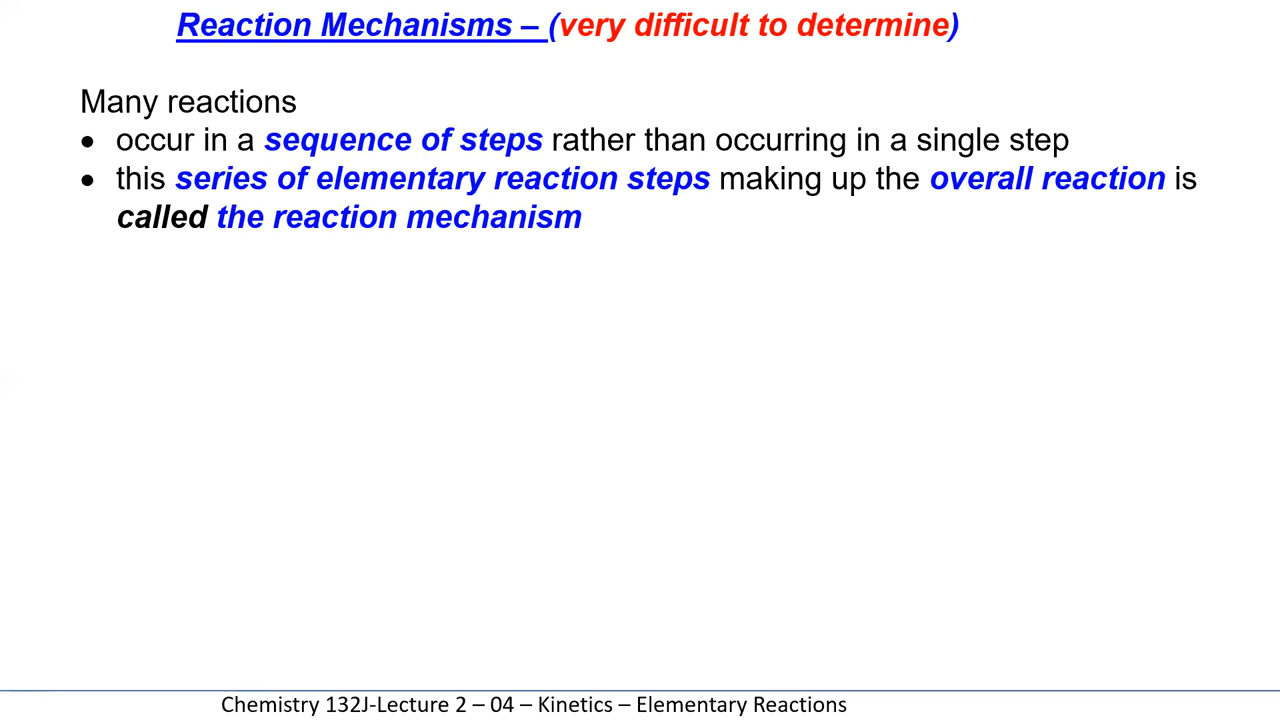 Reaction Mechanisms – (very difficult to determine)
Many reactions
• occur in a sequence of steps rather than occurring in a single step
• this series of elementary reaction steps making up the overall reaction is
called the reaction mechanism
Chemistry 132J-Lecture 2 – 04 – Kinetics – Elementary Reactions